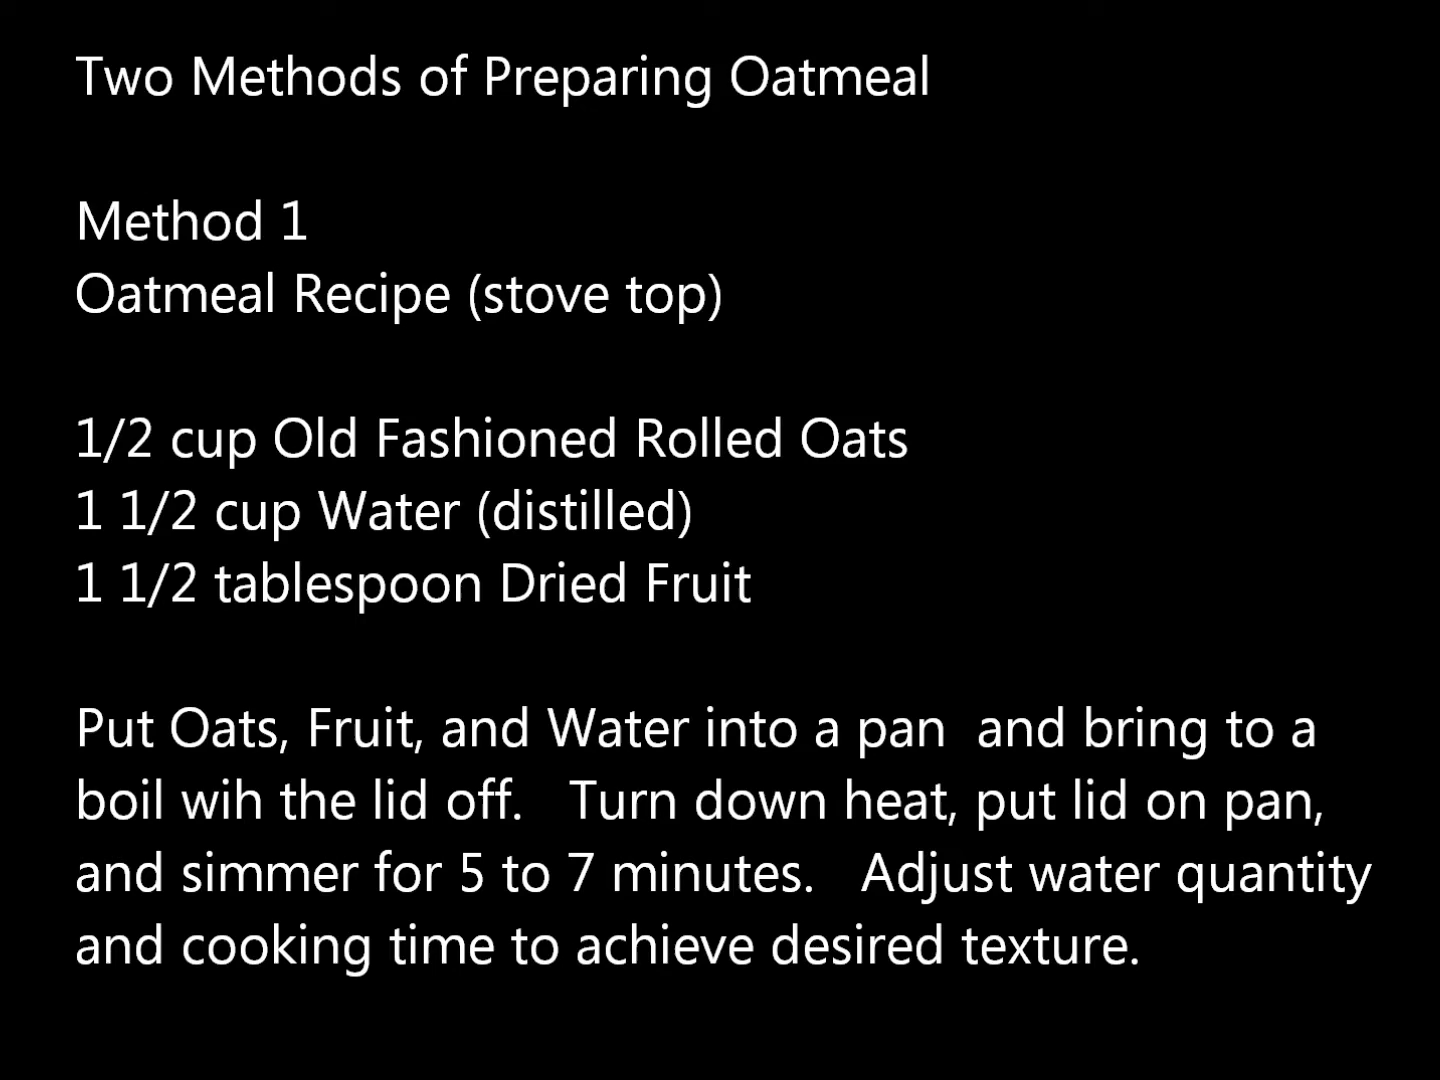 Two Methods of Preparing Oatmeal
Method 1
Oatmeal Recipe (stove top)
1/2 cup Old Fashioned Rolled Oats
1 1/2 cup Water (distilled)
1 1/2 tablespoon Dried Fruit
Put Oats, Fruit, and Water into a pan  and bring to a
boil wih the lid off.   Turn down heat, put lid on pan,
and simmer for 5 to 7 minutes.   Adjust water quantity
and cooking time to achieve desired texture.